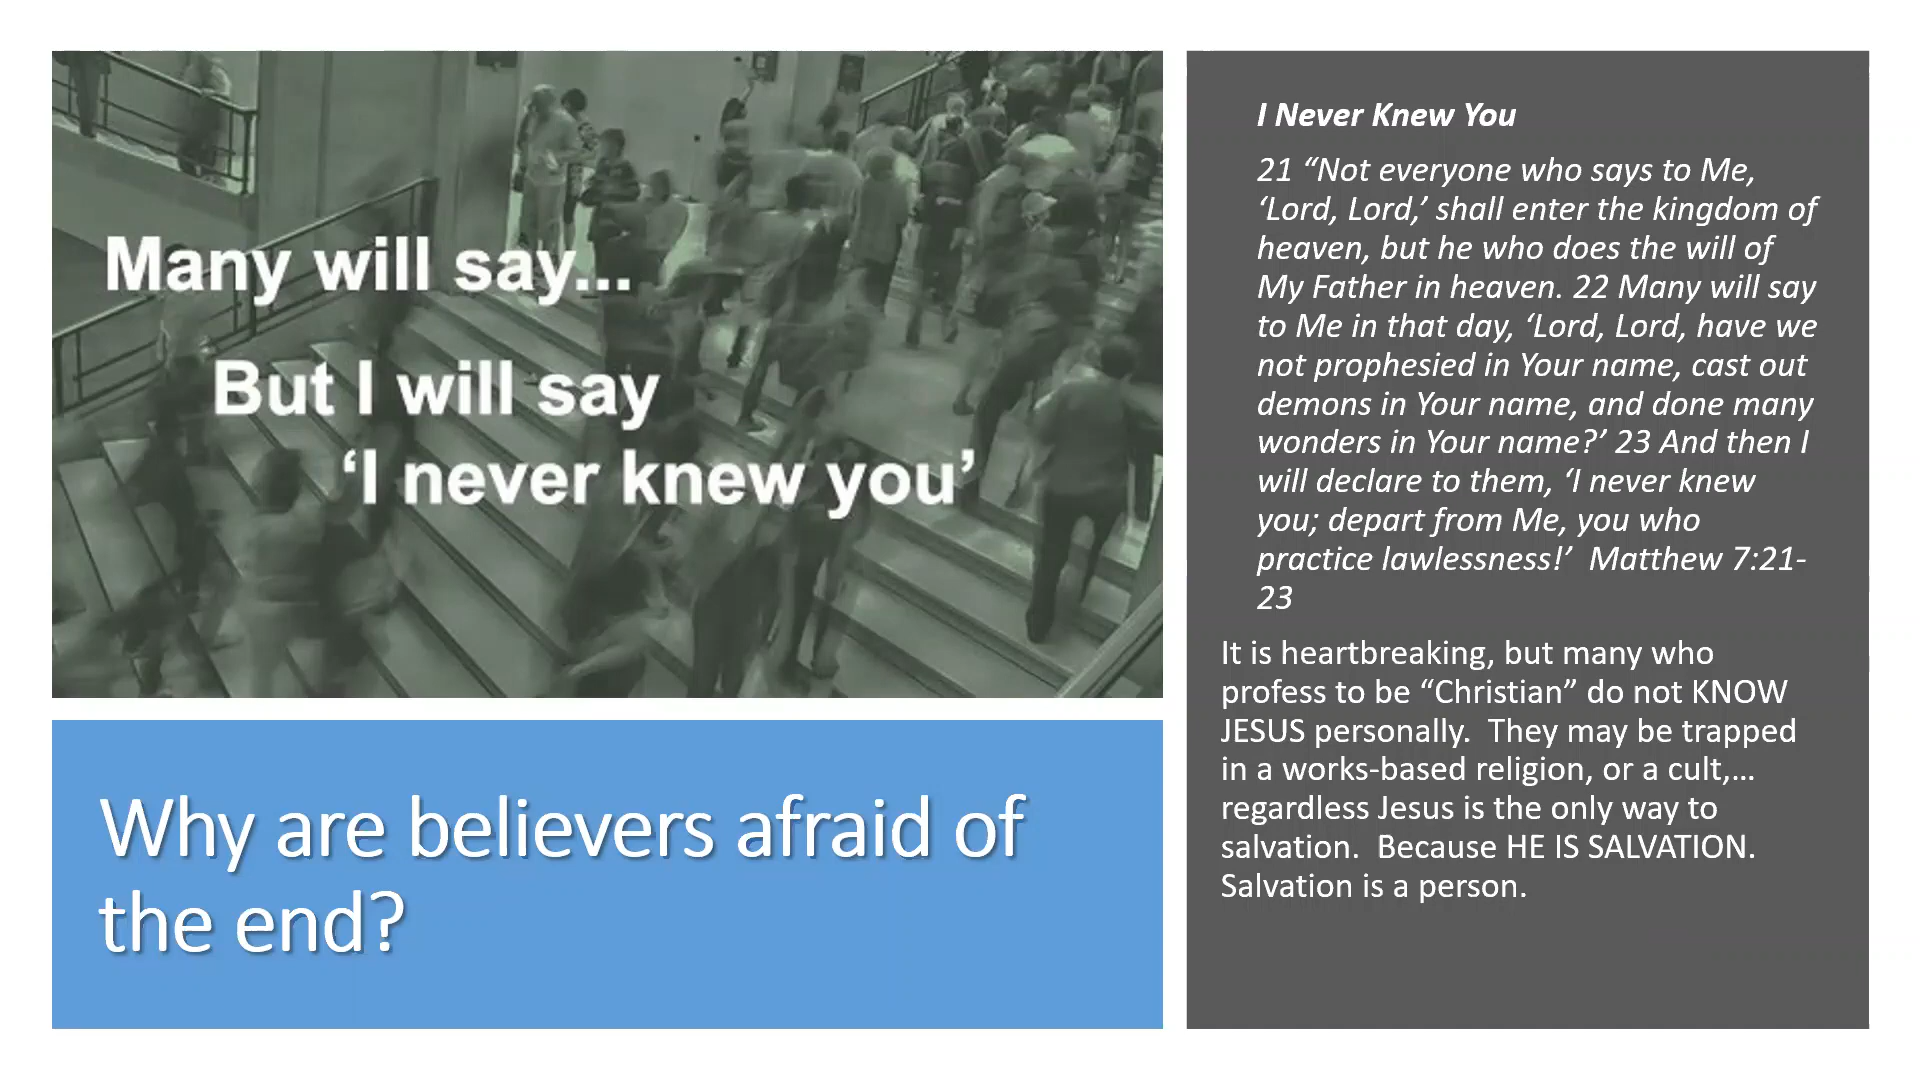 Many will say...
But I will say
‘I never knew you’
Why are believers afraid of
the end?
I Never Knew You
21 “Not everyone who says to Me,
‘Lord, Lord,’ shall enter the kingdom of
heaven, but he who does the will of
My Father in heaven. 22 Many will say
to Me in that day, ‘Lord, Lord, have we
not prophesied in Your name, cast out
demons in Your name, and done many
wonders in Your name?’ 23 And then I
will declare to them, ‘I never knew
you; depart from Me, you who
practice lawlessness!’  Matthew 7:21-
23
It is heartbreaking, but many who
profess to be “Christian” do not KNOW
JESUS personally.  They may be trapped
in a works-based religion, or a cult,…
regardless Jesus is the only way to
salvation.  Because HE IS SALVATION.
Salvation is a person.